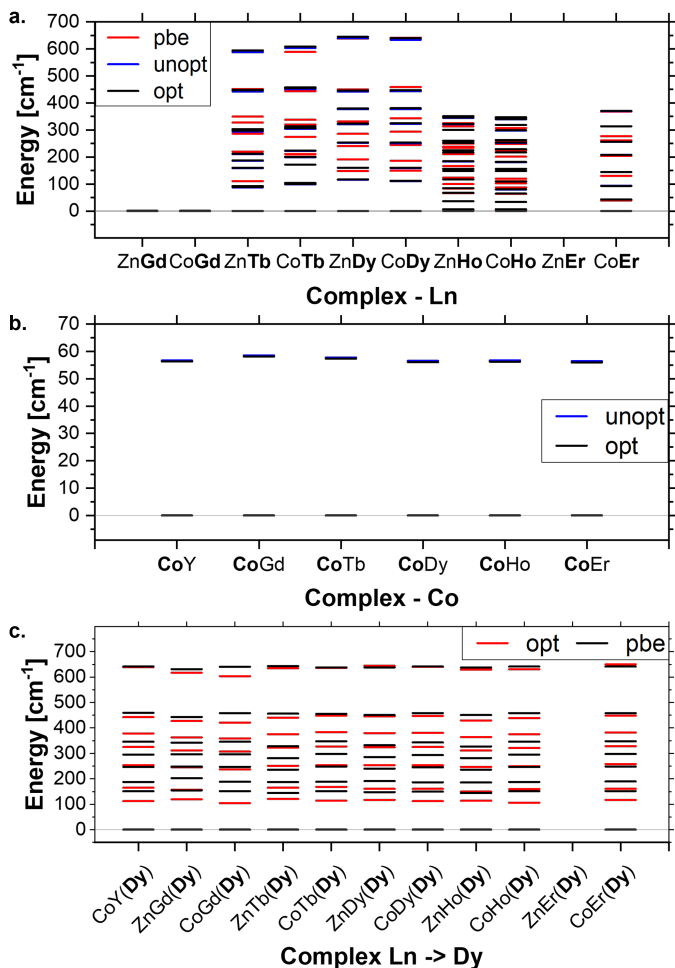 a.
Energy [cm⁻¹]
700
600
500
400
300
200
100
0
pbe
unopt
opt
ZnGd CoGd ZnTb CoTb ZnDy CoDy ZnHo CoHo ZnEr CoEr
Complex - Ln
b.
Energy [cm⁻¹]
70
60
50
40
30
20
10
0
unopt
opt
CoY CoGd CoTb CoDy CoHo CoEr
Complex - Co
c.
Energy [cm⁻¹]
opt pbe
700
600
500
400
300
200
100
0
CoY(Dy) ZnGd(Dy) CoGd(Dy) ZnTb(Dy) CoTb(Dy) ZnDy(Dy) CoDy(Dy) ZnHo(Dy) CoHo(Dy) ZnEr(Dy) CoEr(Dy)
Complex Ln -> Dy